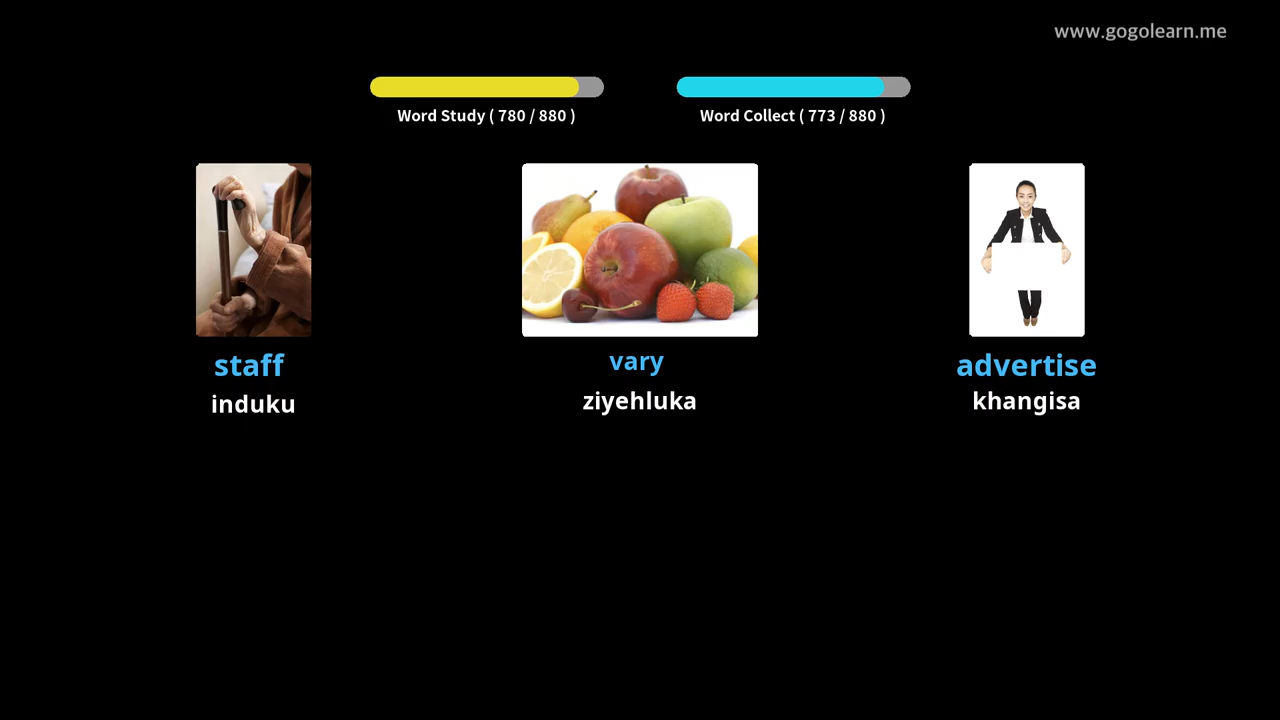 www.gogolearn.me
Word Study ( 780 / 880 )
Word Collect ( 773 / 880 )
staff
vary
advertise
induku
ziyehluka
khangisa